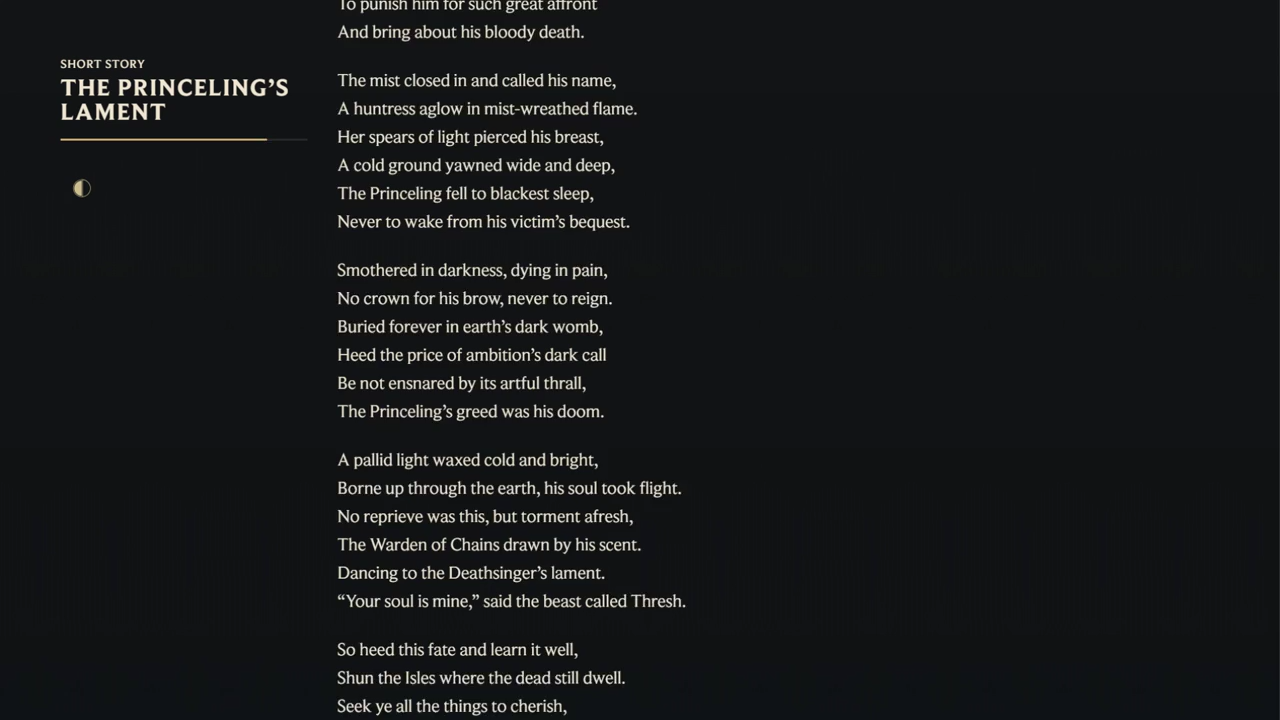 To punish him for such great affront
And bring about his bloody death.
SHORT STORY
THE PRINCELING’S
LAMENT
The mist closed in and called his name,
A huntress aglow in mist-wreathed flame.
Her spears of light pierced his breast,
A cold ground yawned wide and deep,
The Princeling fell to blackest sleep,
Never to wake from his victim’s bequest.
Smothered in darkness, dying in pain,
No crown for his brow, never to reign.
Buried forever in earth’s dark womb,
Heed the price of ambition’s dark call
Be not ensnared by its artful thrall,
The Princeling’s greed was his doom.
A pallid light waxed cold and bright,
Borne up through the earth, his soul took flight.
No reprieve was this, but torment afresh,
The Warden of Chains drawn by his scent.
Dancing to the Deathsinger’s lament.
“Your soul is mine,” said the beast called Thresh.
So heed this fate and learn it well,
Shun the Isles where the dead still dwell.
Seek ye all the things to cherish,